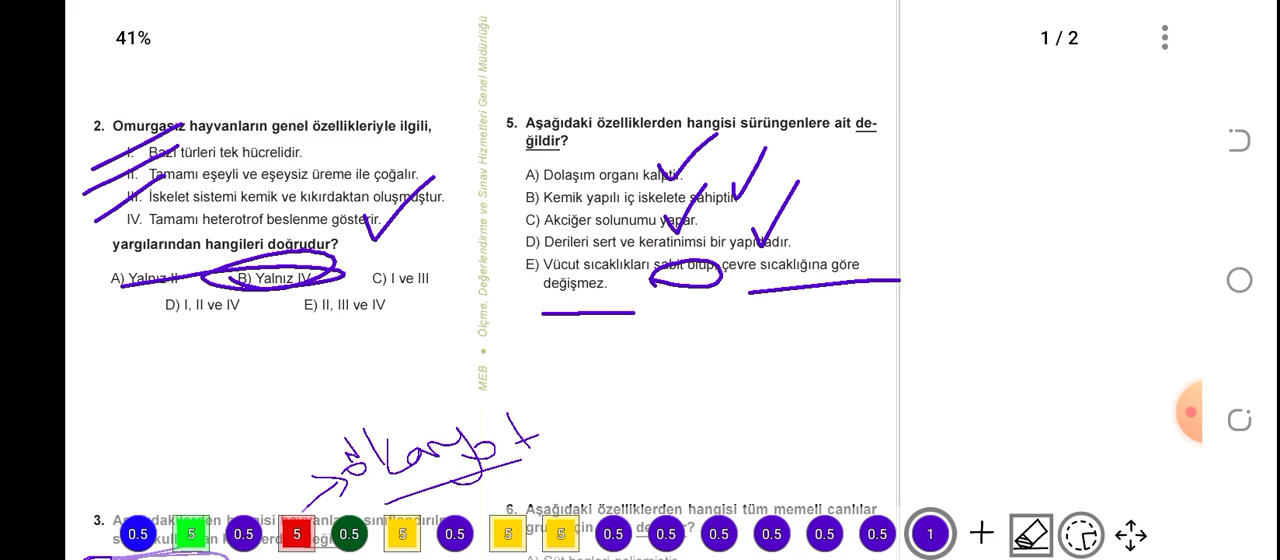 41%
1 / 2
2. Omurgasız hayvanların genel özellikleriyle ilgili,
I. Bazı türleri tek hücrelidir.
II. Tamamı eşeyli ve eşeysiz üreme ile çoğalır.
III. İskelet sistemi kemik ve kıkırdaktan oluşmuştur.
IV. Tamamı heterotrof beslenme gösterir.
yargılarından hangileri doğrudur?
A) Yalnız II
B) Yalnız IV
C) I ve III
D) I, II ve IV
E) II, III ve IV
MEB ● Ölçme, Değerlendirme ve Sınav Hizmetleri Genel Müdürlüğü
5. Aşağıdaki özelliklerden hangisi sürüngenlere ait de-
ğildir?
A) Dolaşım organı kalptir.
B) Kemik yapılı iç iskelete sahiptir.
C) Akciğer solunumu yapar.
D) Derileri sert ve keratinimsi bir yapıdadır.
E) Vücut sıcaklıkları sabit olup, çevre sıcaklığına göre
değişmez.
3.
6. Aşağıdaki özelliklerden hangisi tüm memeli canlılar
0.5 5 0.5 5 0.5 5 0.5 5 5 0.5 0.5 0.5 0.5 0.5 0.5 1